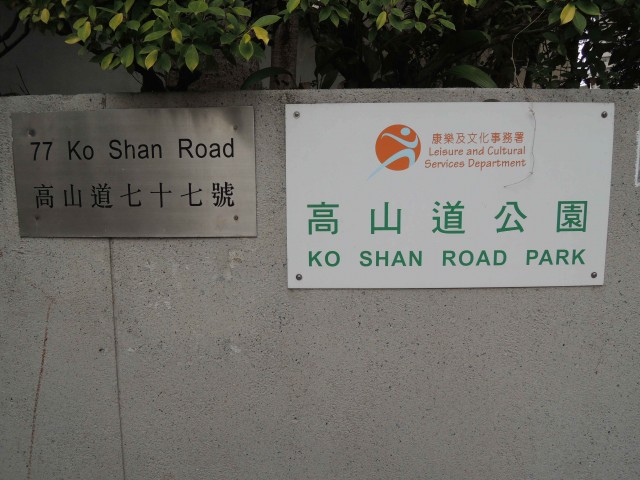 77 Ko Shan Road
高山道七十七號
康樂及文化事務署
Leisure and Cultural
Services Department
高山道公園
KO SHAN ROAD PARK